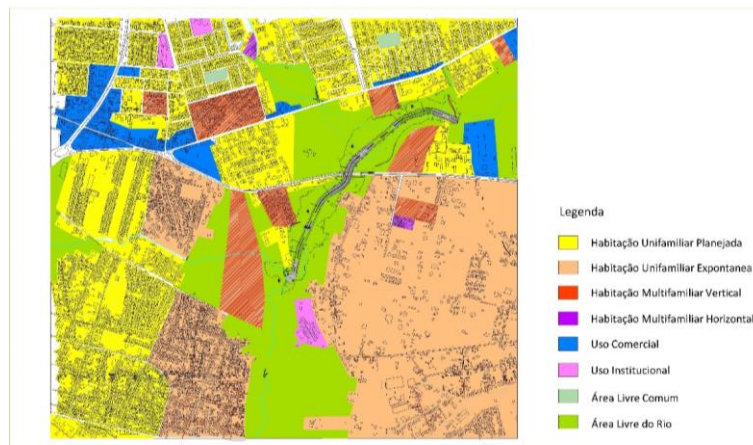 Legenda
Habitação Unifamiliar Planejada
Habitação Unifamiliar Expontanea
Habitação Multifamiliar Vertical
Habitação Multifamiliar Horizontal
Uso Comercial
Uso Institucional
Área Livre Comum
Área Livre do Rio